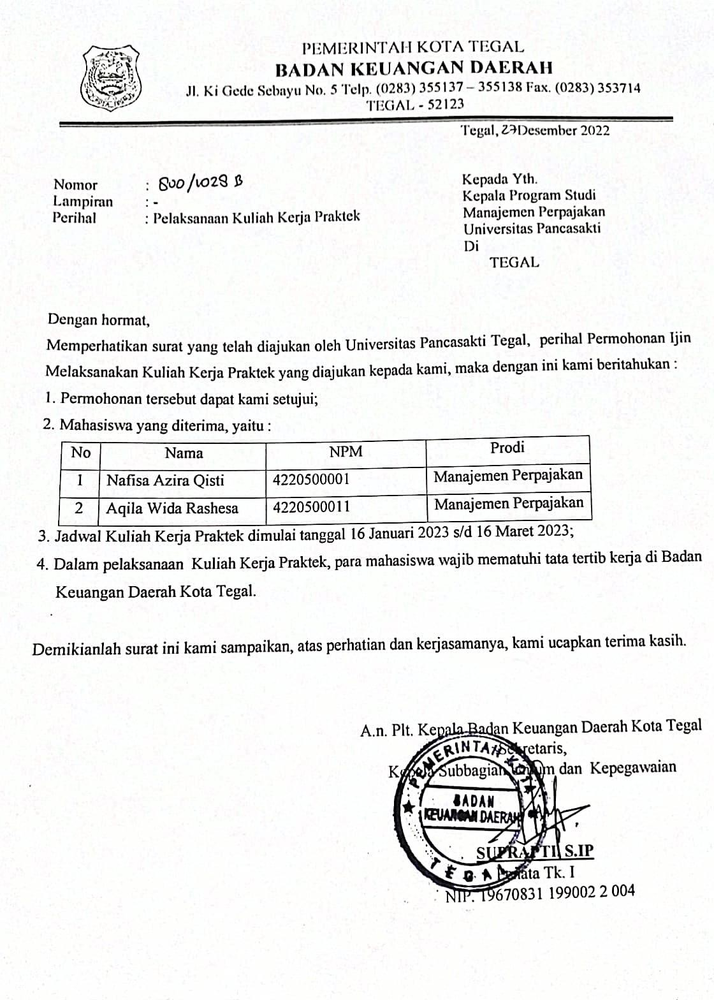 PEMERINTAH KOTA TEGAL
BADAN KEUANGAN DAERAH
Jl. Ki Gede Sebayu No. 5 Telp. (0283) 355137 – 355138 Fax. (0283) 353714
TEGAL - 52123
Tegal, 27 Desember 2022
Nomor : 800/1028 B
Lampiran : -
Perihal : Pelaksanaan Kuliah Kerja Praktek
Kepada Yth.
Kepala Program Studi
Manajemen Perpajakan
Universitas Pancasakti
Di
TEGAL
Dengan hormat,
Memperhatikan surat yang telah diajukan oleh Universitas Pancasakti Tegal, perihal Permohonan Ijin
Melaksanakan Kuliah Kerja Praktek yang diajukan kepada kami, maka dengan ini kami beritahukan :
1. Permohonan tersebut dapat kami setujui;
2. Mahasiswa yang diterima, yaitu :
No Nama NPM Prodi
1 Nafisa Azira Qisti 4220500001 Manajemen Perpajakan
2 Aqila Wida Rashesa 4220500011 Manajemen Perpajakan
3. Jadwal Kuliah Kerja Praktek dimulai tanggal 16 Januari 2023 s/d 16 Maret 2023;
4. Dalam pelaksanaan Kuliah Kerja Praktek, para mahasiswa wajib mematuhi tata tertib kerja di Badan
Keuangan Daerah Kota Tegal.
Demikianlah surat ini kami sampaikan, atas perhatian dan kerjasamanya, kami ucapkan terima kasih.
A.n. Plt. Kepala Badan Keuangan Daerah Kota Tegal
Sekretaris,
Kepala Subbagian Umum dan Kepegawaian
PEMERINTAH KOTA
BADAN
KEUANGAN DAERAH
TEGAL
SUPRAPTI, S.IP
Penata Tk. I
NIP. 19670831 199002 2 004